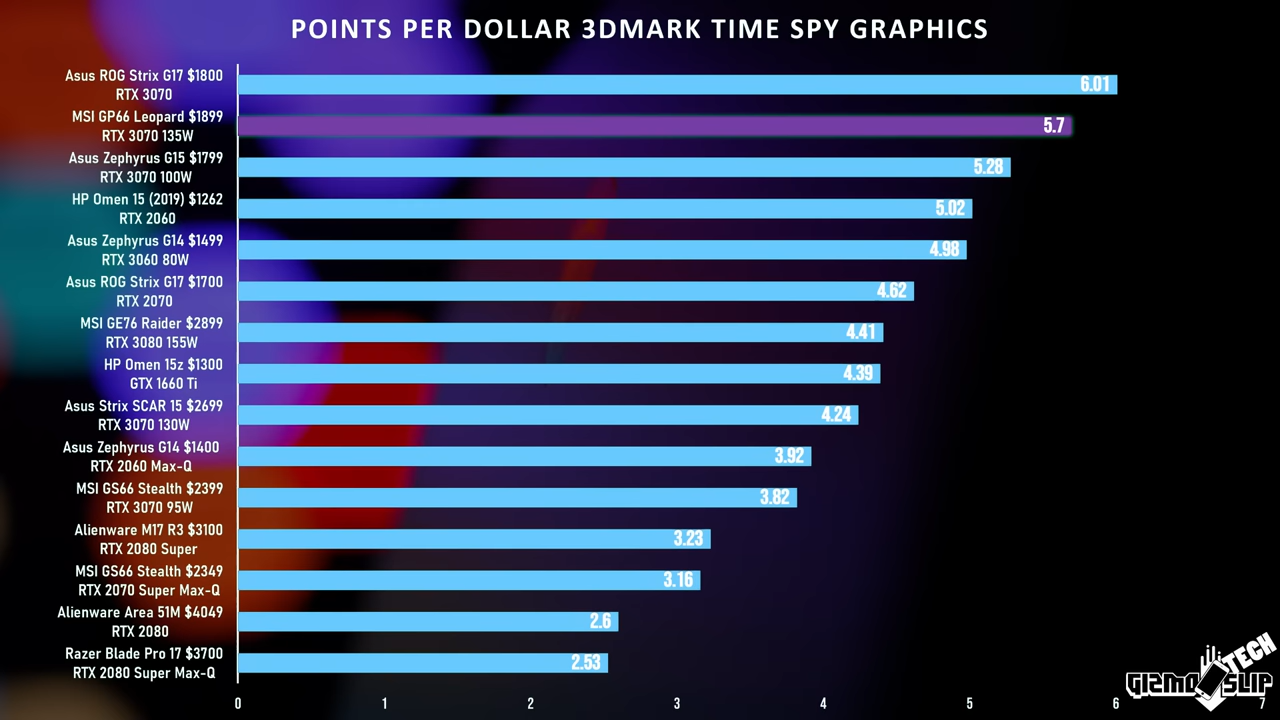 POINTS PER DOLLAR 3DMARK TIME SPY GRAPHICS
Asus ROG Strix G17 $1800
RTX 3070
6.01
MSI GP66 Leopard $1899
RTX 3070 135W
5.7
Asus Zephyrus G15 $1799
RTX 3070 100W
5.28
HP Omen 15 (2019) $1262
RTX 2060
5.02
Asus Zephyrus G14 $1499
RTX 3060 80W
4.98
Asus ROG Strix G17 $1700
RTX 2070
4.62
MSI GE76 Raider $2899
RTX 3080 155W
4.41
HP Omen 15z $1300
GTX 1660 Ti
4.39
Asus Strix SCAR 15 $2699
RTX 3070 130W
4.24
Asus Zephyrus G14 $1400
RTX 2060 Max-Q
3.92
MSI GS66 Stealth $2399
RTX 3070 95W
3.82
Alienware M17 R3 $3100
RTX 2080 Super
3.23
MSI GS66 Stealth $2349
RTX 2070 Super Max-Q
3.16
Alienware Area 51M $4049
RTX 2080
2.6
Razer Blade Pro 17 $3700
RTX 2080 Super Max-Q
2.53
0 1 2 3 4 5 6 7
GIZMO SLIP
TECH